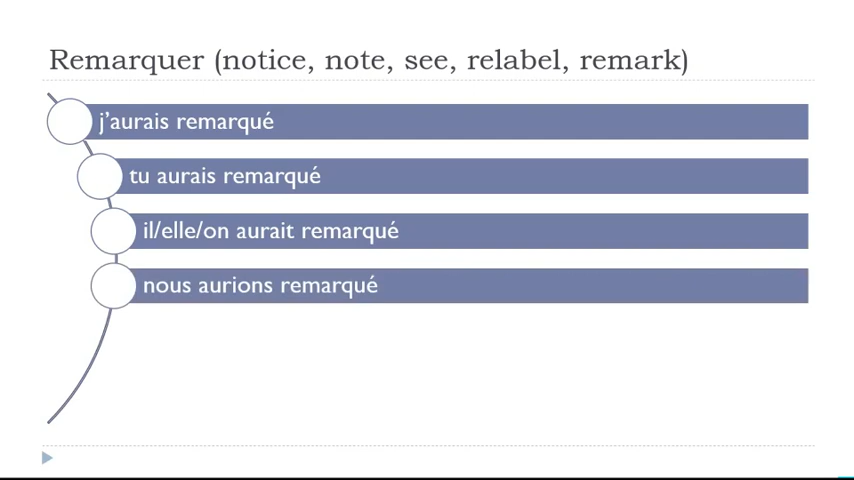 Remarquer (notice, note, see, relabel, remark)
j’aurais remarqué
tu aurais remarqué
il/elle/on aurait remarqué
nous aurions remarqué